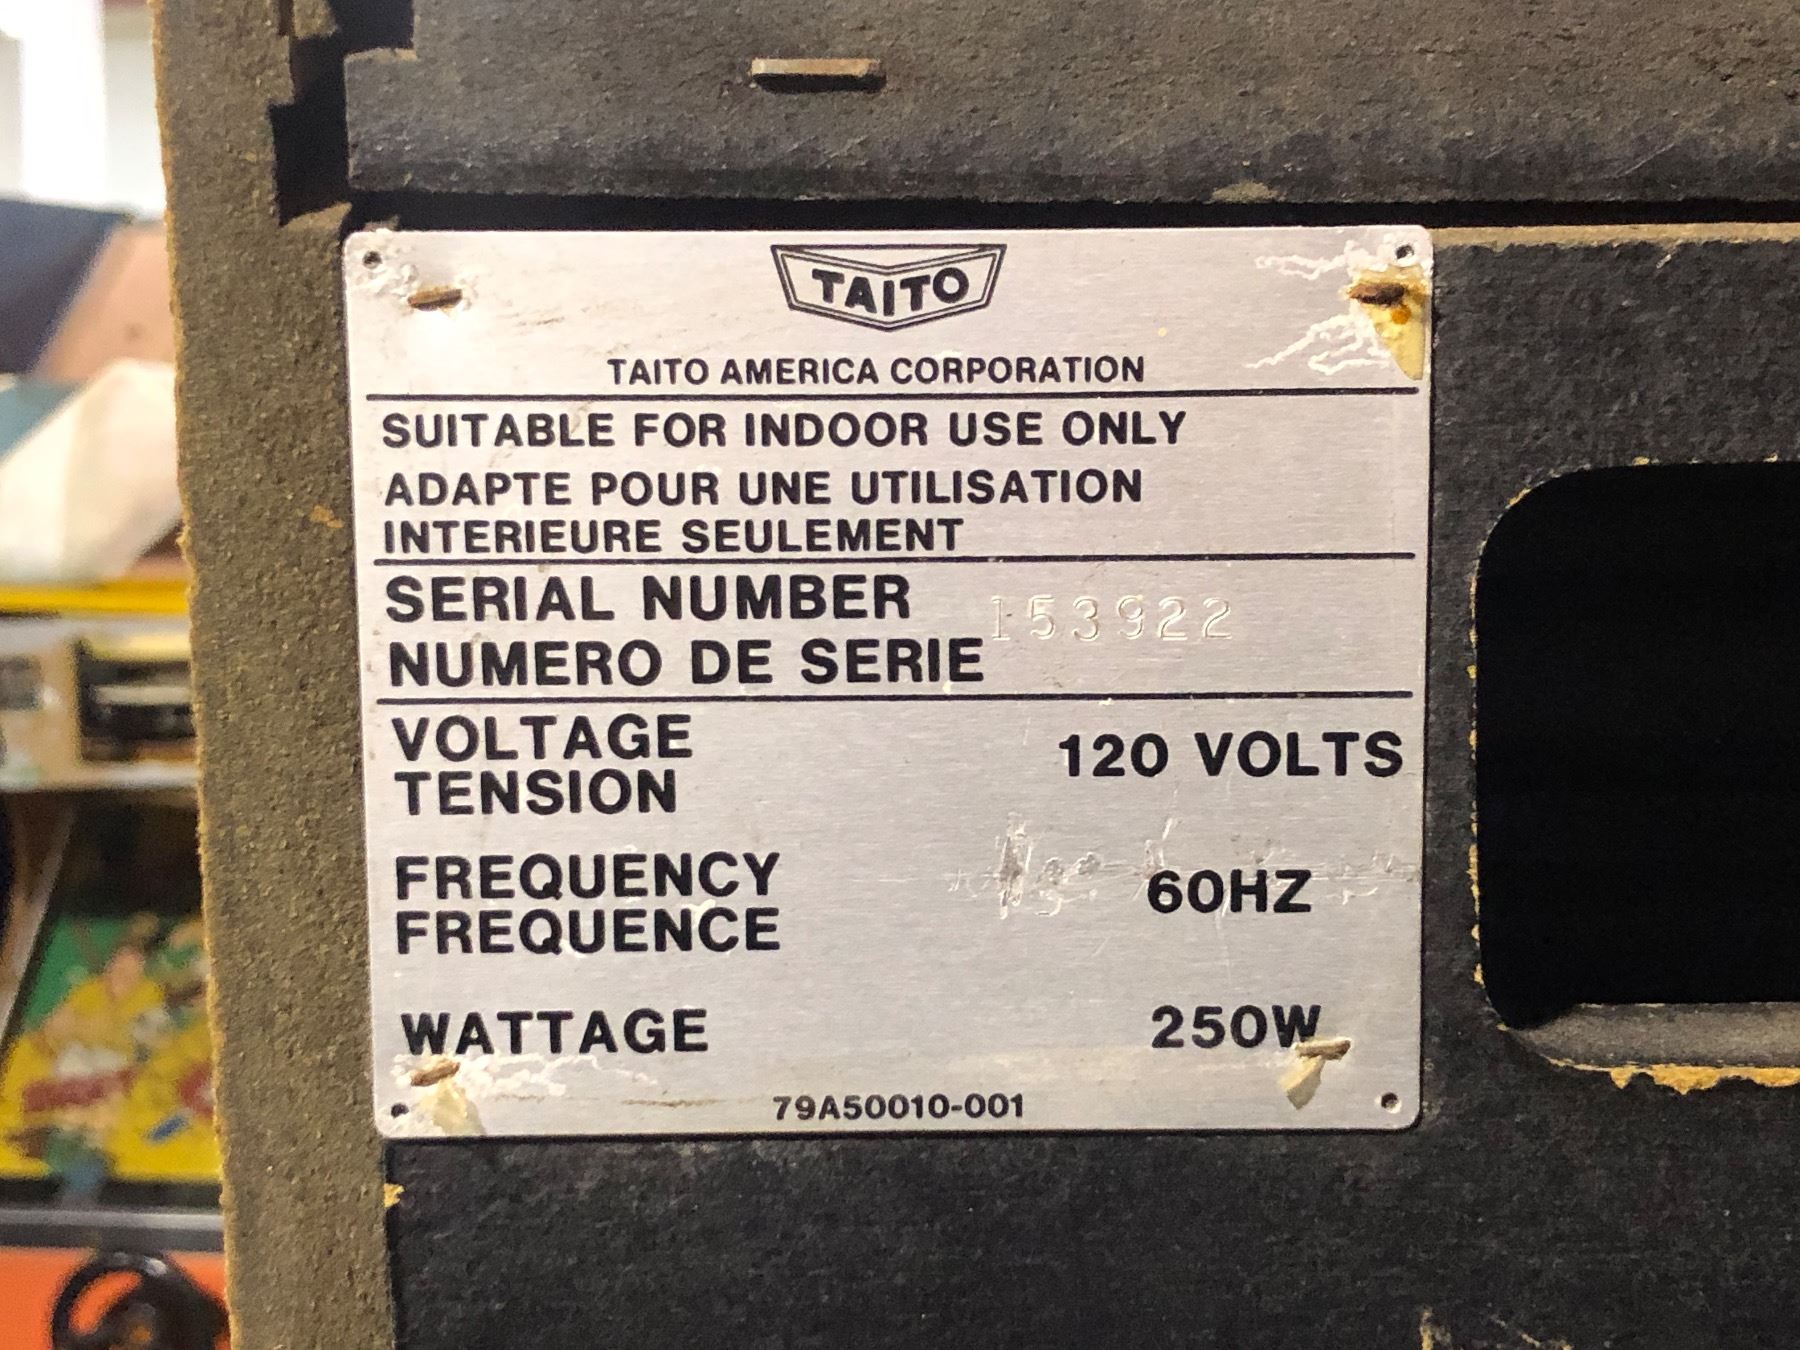 TAITO
TAITO AMERICA CORPORATION
SUITABLE FOR INDOOR USE ONLY
ADAPTE POUR UNE UTILISATION
INTERIEURE SEULEMENT
SERIAL NUMBER 153922
NUMERO DE SERIE
VOLTAGE 120 VOLTS
TENSION
FREQUENCY 60HZ
FREQUENCE
WATTAGE 250W
79A50010-001